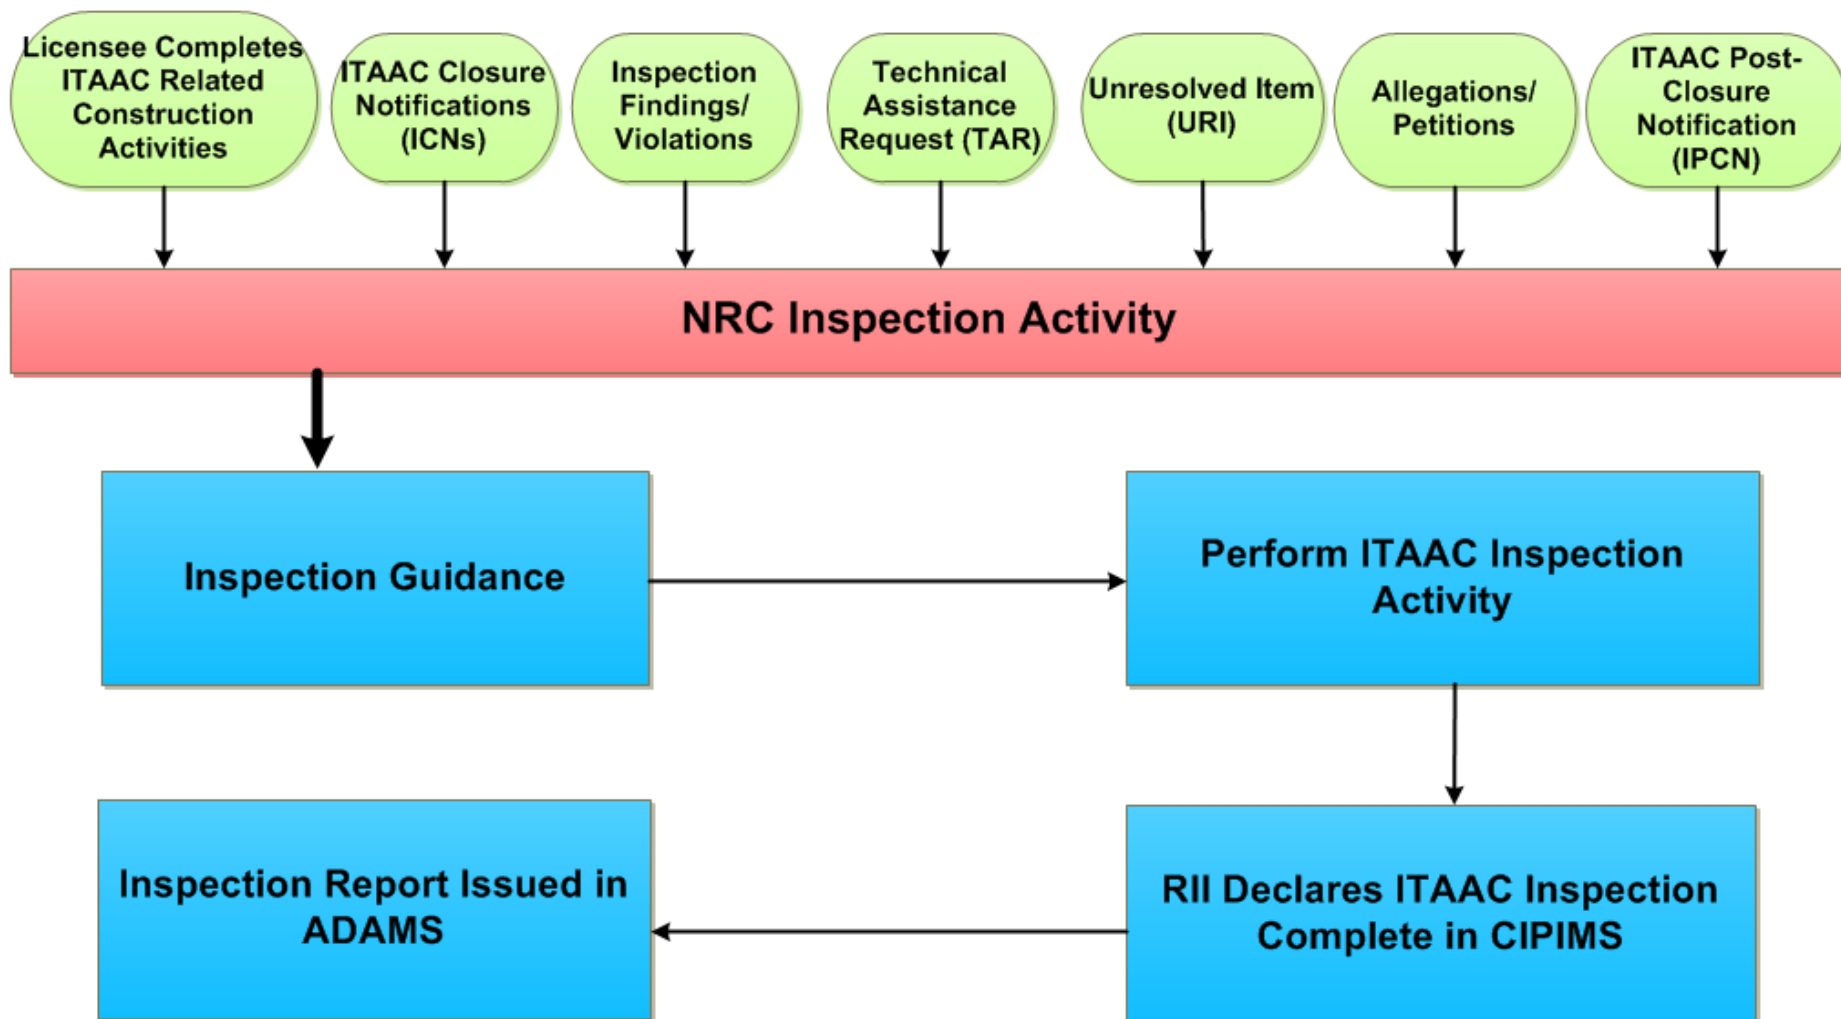 Licensee Completes
ITAAC Related
Construction
Activities
ITAAC Closure
Notifications
(ICNs)
Inspection
Findings/
Violations
Technical
Assistance
Request (TAR)
Unresolved Item
(URI)
Allegations/
Petitions
ITAAC Post-
Closure
Notification
(IPCN)
NRC Inspection Activity
Inspection Guidance
Perform ITAAC Inspection
Activity
Inspection Report Issued in
ADAMS
RII Declares ITAAC Inspection
Complete in CIPIMS